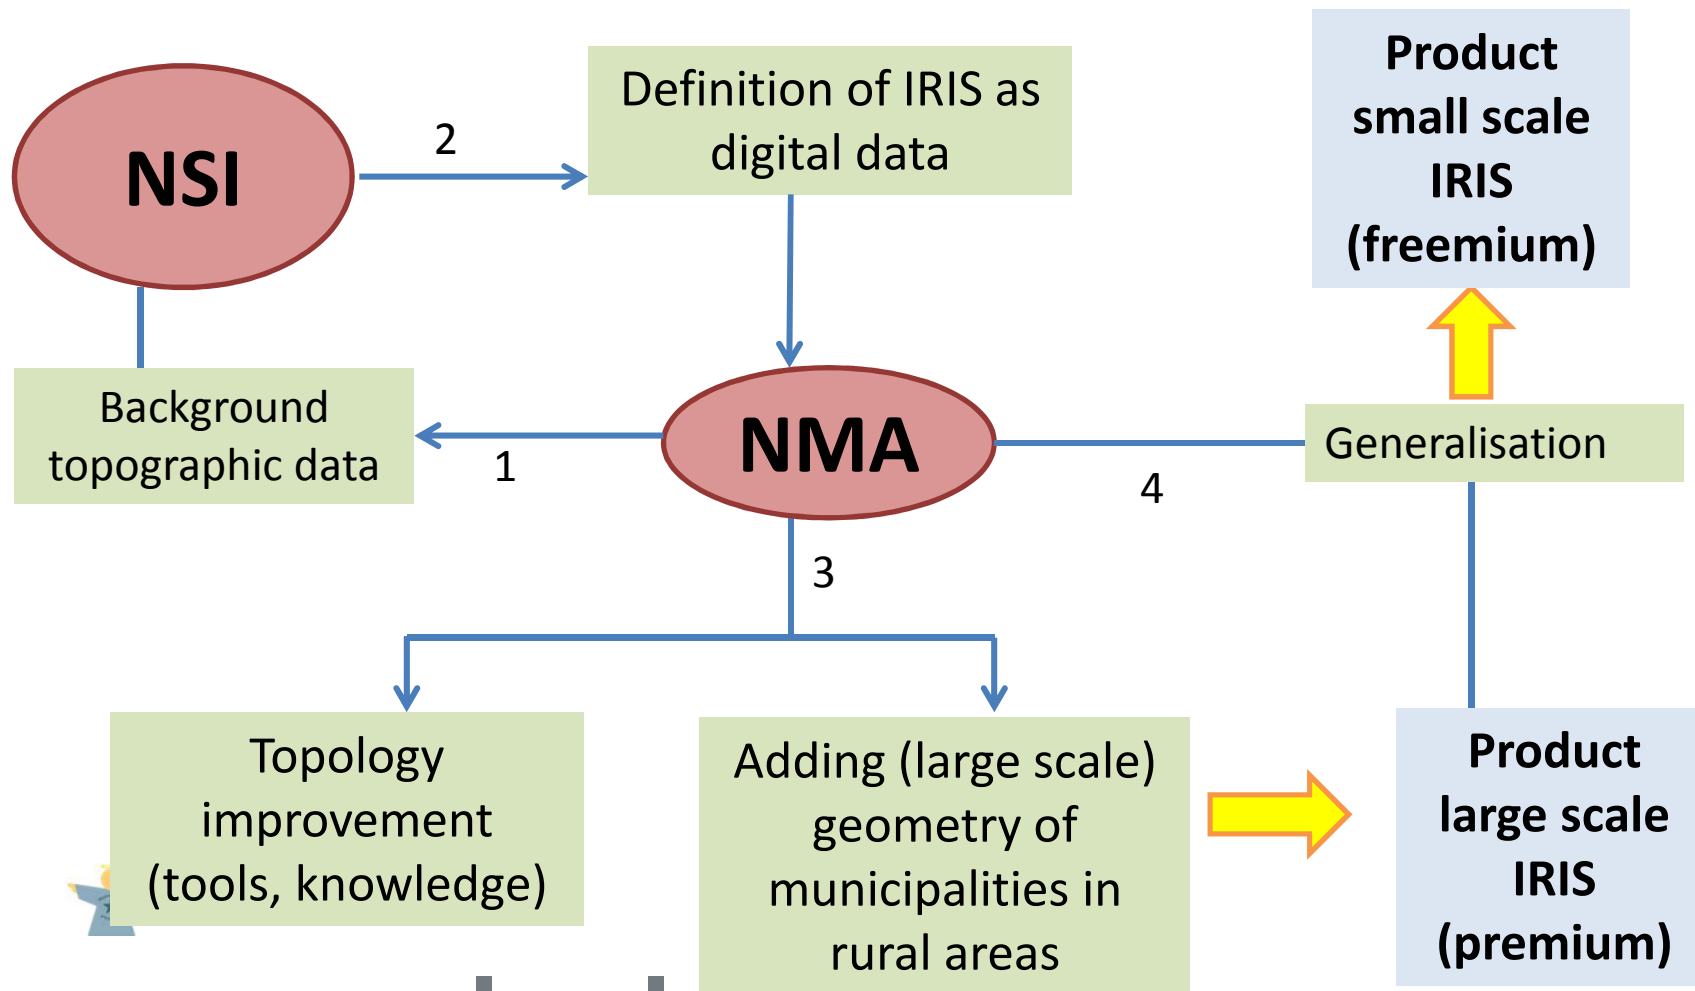 NSI
2
Definition of IRIS as
digital data
Product
small scale
IRIS
(freemium)
Background
topographic data
1
NMA
4
Generalisation
3
Topology
improvement
(tools, knowledge)
Adding (large scale)
geometry of
municipalities in
rural areas
Product
large scale
IRIS
(premium)